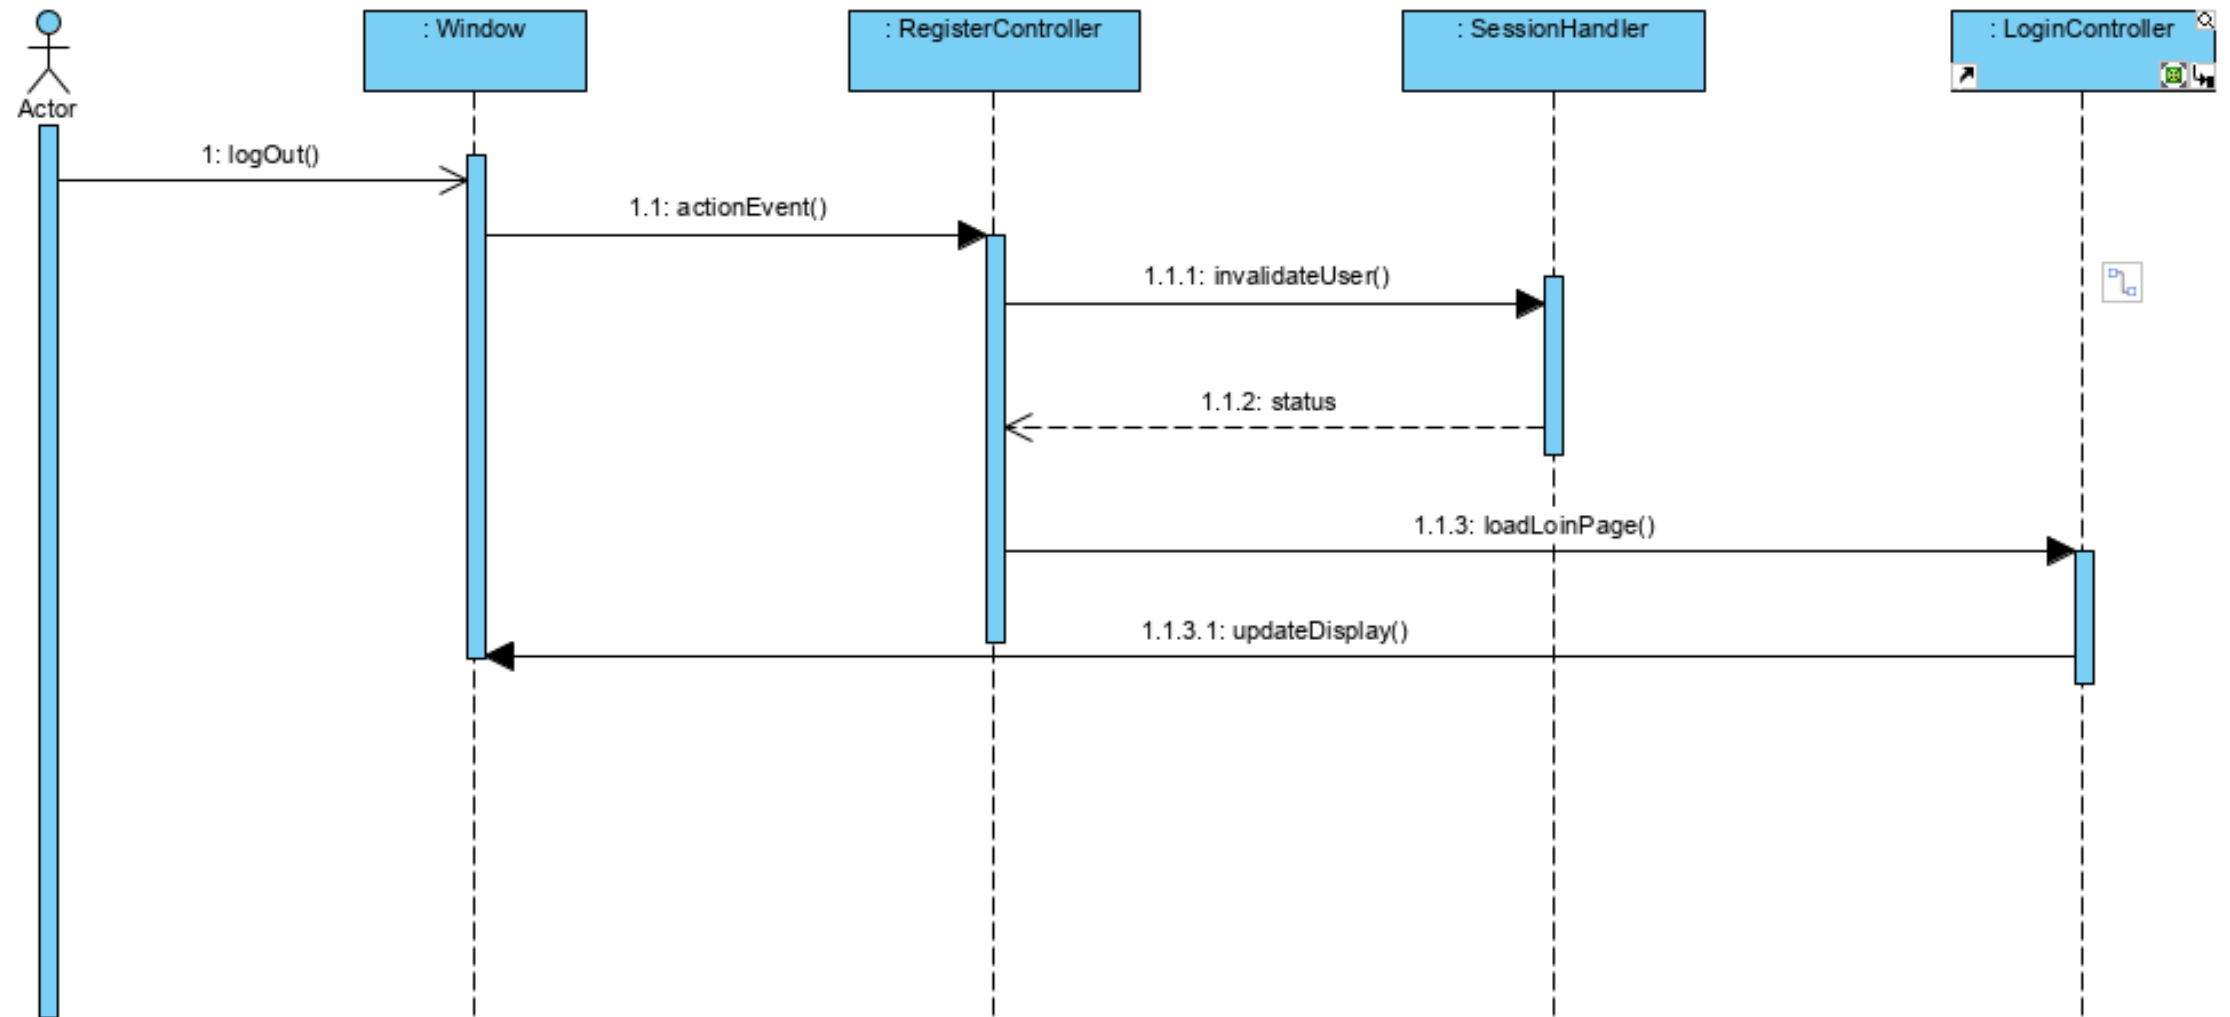 : Window
: RegisterController
: SessionHandler
: LoginController
Actor
1: logOut()
1.1: actionEvent()
1.1.1: invalidateUser()
1.1.2: status
1.1.3: loadLoinPage()
1.1.3.1: updateDisplay()